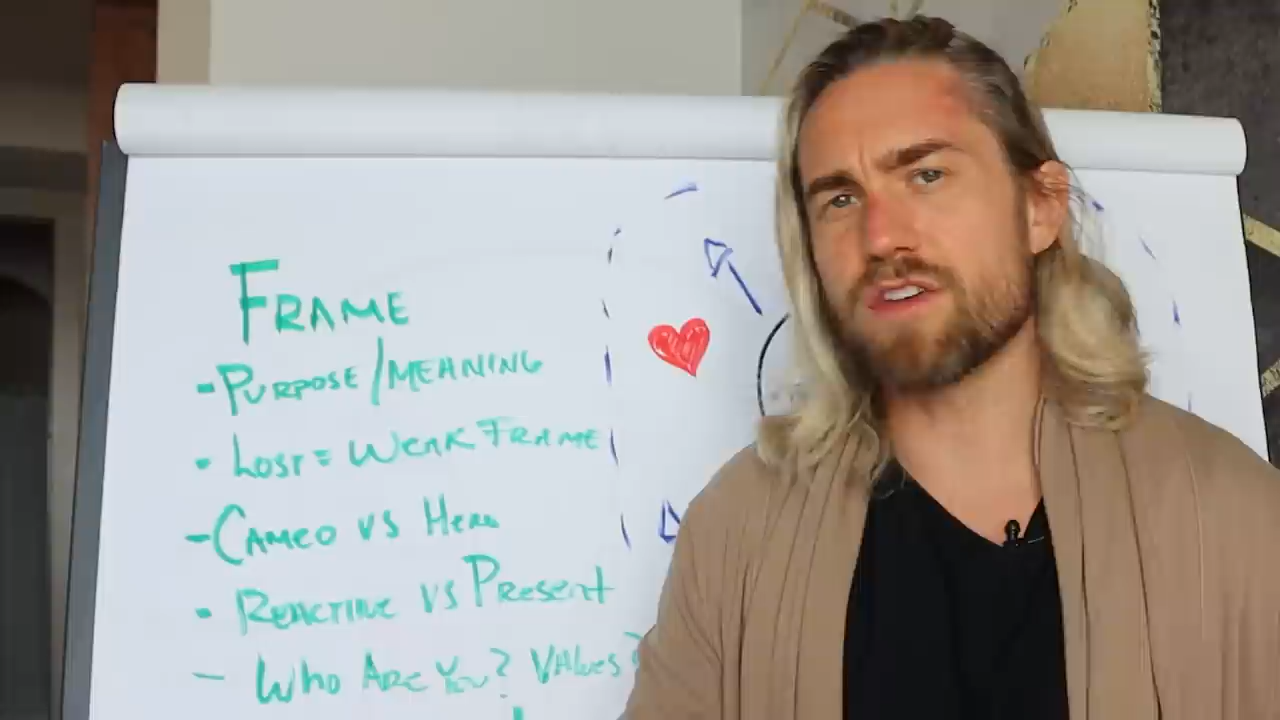 FRAME
- PURPOSE/MEANING
• LOST = WEAK FRAME
- CAMEO VS HERO
• REACTIVE VS PRESENT
- WHO ARE YOU? VALUES?